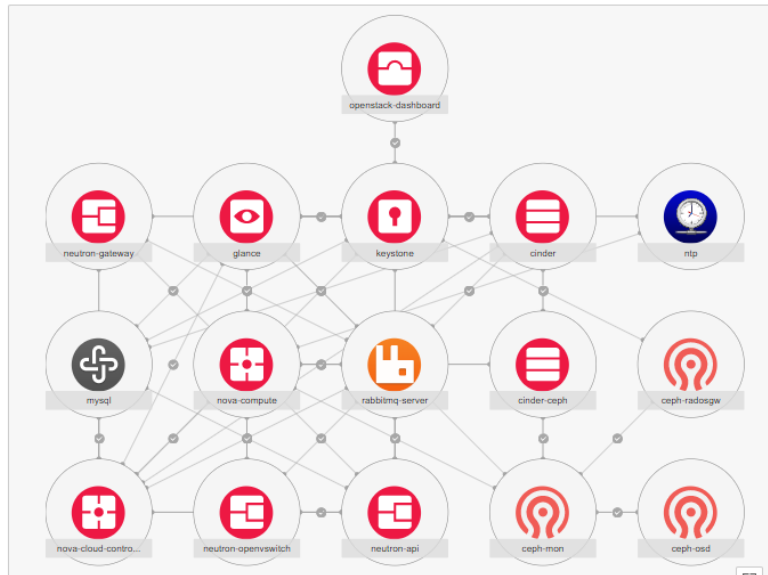 openstack-dashboard
neutron-gateway
glance
keystone
cinder
ntp
mysql
nova-compute
rabbitmq-server
cinder-ceph
ceph-radosgw
nova-cloud-contro...
neutron-openvswitch
neutron-api
ceph-mon
ceph-osd